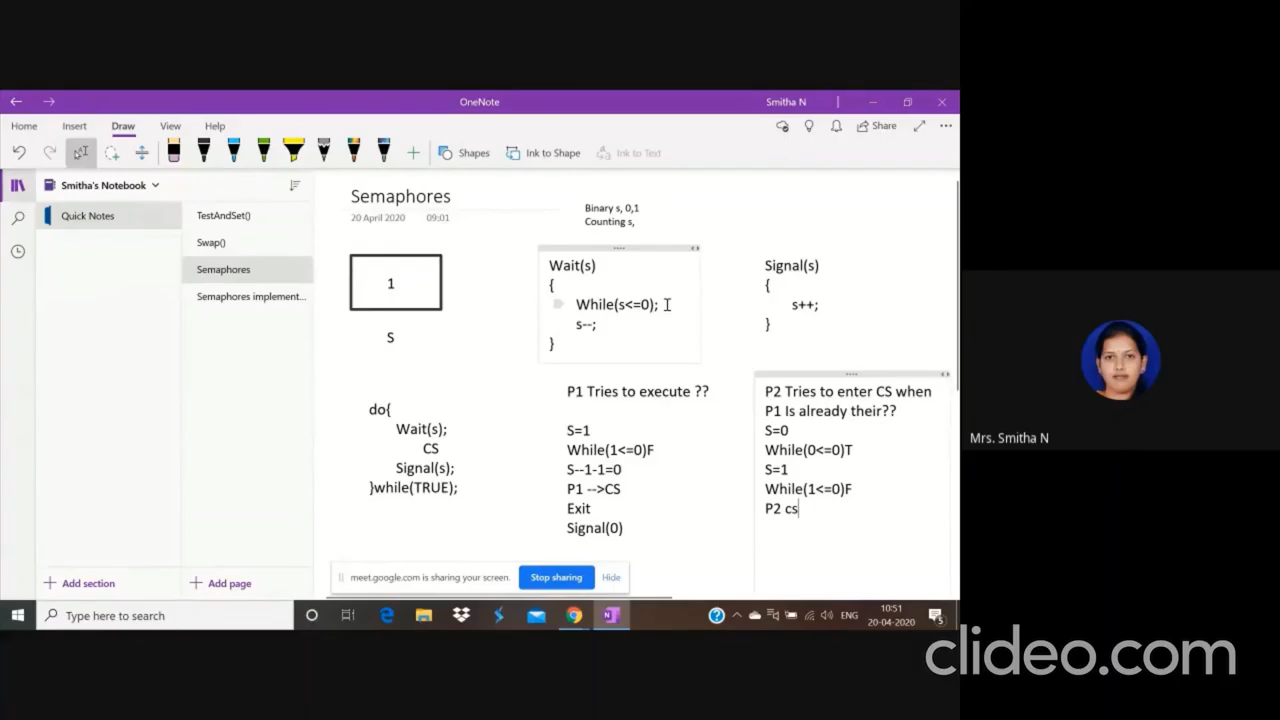 OneNote
Smitha N
Home Insert Draw View Help
Share
Shapes
Ink to Shape
Ink to Text
Smitha's Notebook
Quick Notes
TestAndSet()
Swap()
Semaphores
Semaphores implement...
Add section
Add page
Semaphores
20 April 2020 09:01
Binary s, 0,1
Counting s,
1
S
Wait(s)
{
While(s<=0);
s--;
}
Signal(s)
{
s++;
}
do{
Wait(s);
CS
Signal(s);
}while(TRUE);
P1 Tries to execute ??
S=1
While(1<=0)F
S--1-1=0
P1 -->CS
Exit
Signal(0)
P2 Tries to enter CS when
P1 Is already their??
S=0
While(0<=0)T
S=1
While(1<=0)F
P2 cs
meet.google.com is sharing your screen.
Stop sharing
Hide
Type here to search
ENG
10:51
20-04-2020
5
Mrs. Smitha N
clideo.com